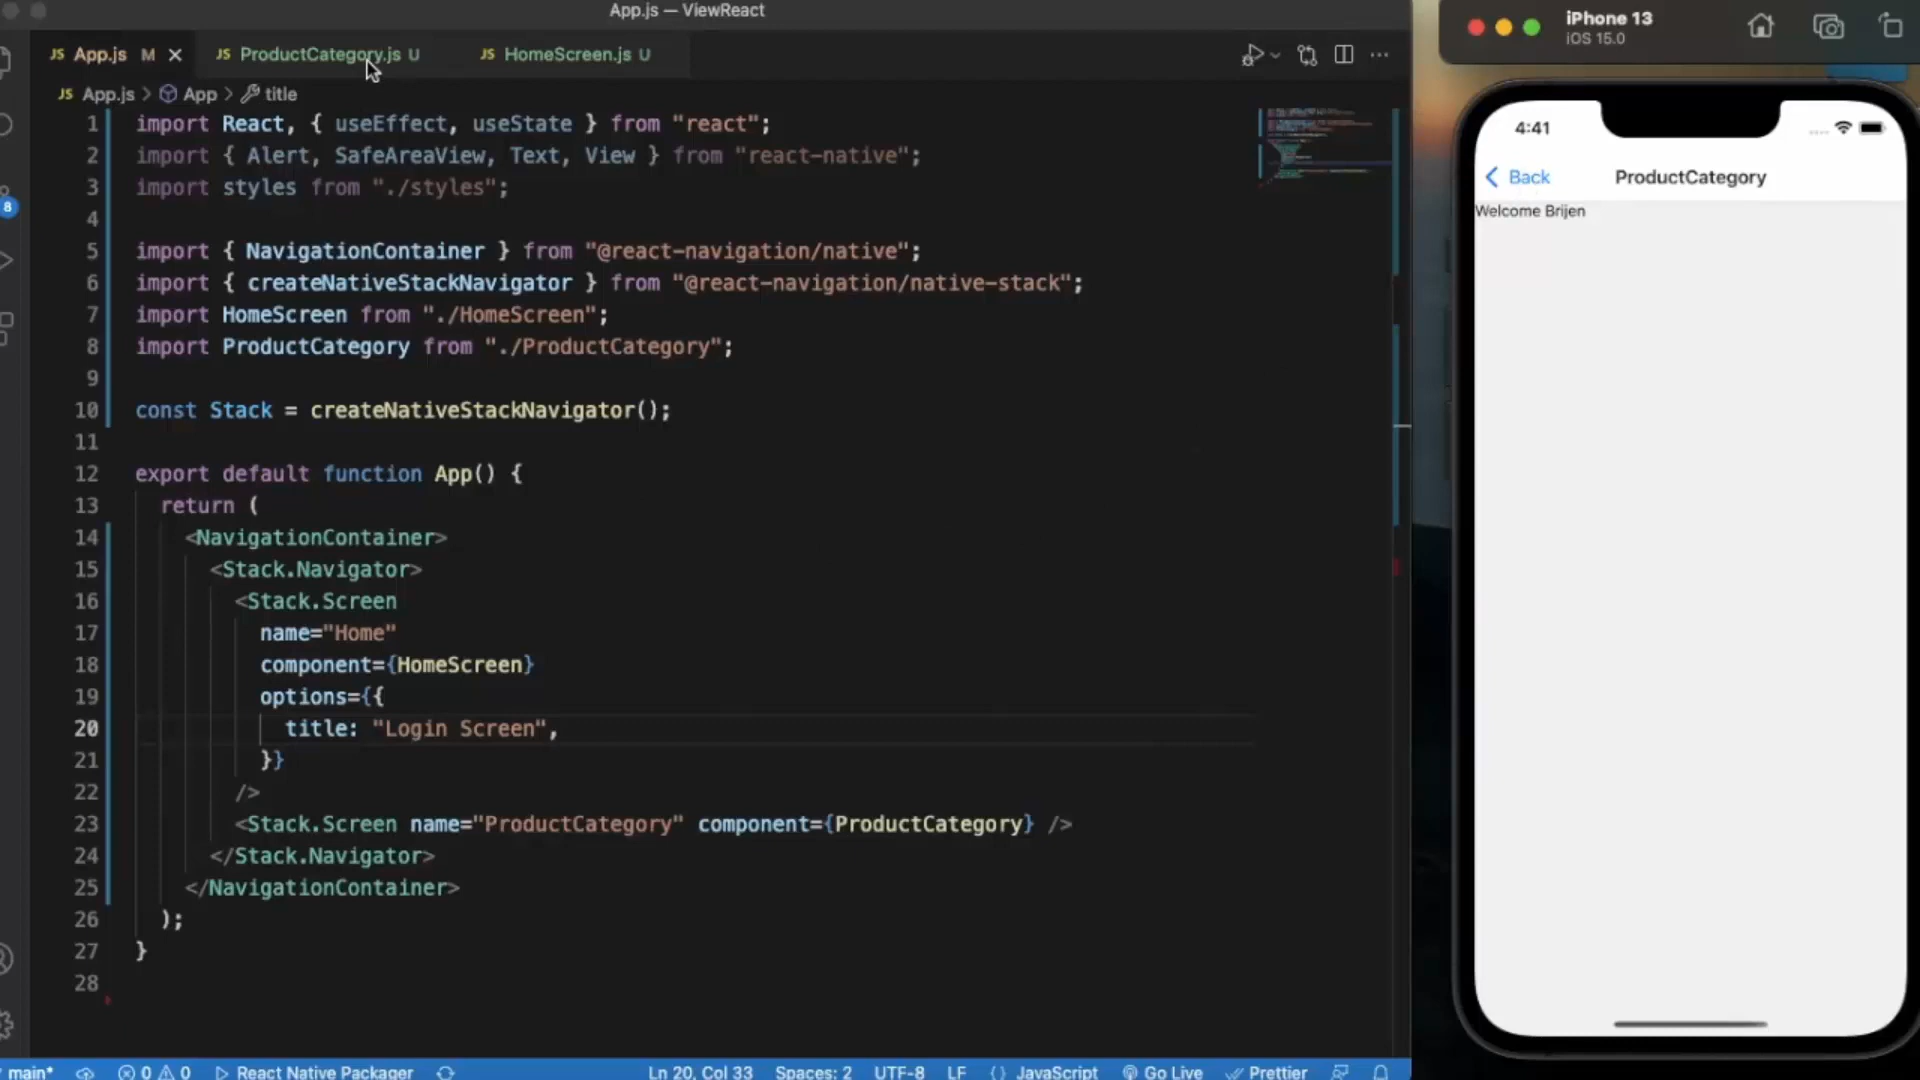 App.js — ViewReact
JS App.js M
JS ProductCategory.js U
JS HomeScreen.js U
JS App.js > App > title
1 import React, { useEffect, useState } from "react";
2 import { Alert, SafeAreaView, Text, View } from "react-native";
3 import styles from "./styles";
4
5 import { NavigationContainer } from "@react-navigation/native";
6 import { createNativeStackNavigator } from "@react-navigation/native-stack";
7 import HomeScreen from "./HomeScreen";
8 import ProductCategory from "./ProductCategory";
9
10 const Stack = createNativeStackNavigator();
11
12 export default function App() {
13 return (
14 <NavigationContainer>
15 <Stack.Navigator>
16 <Stack.Screen
17 name="Home"
18 component={HomeScreen}
19 options={{
20 title: "Login Screen",
21 }}
22 />
23 <Stack.Screen name="ProductCategory" component={ProductCategory} />
24 </Stack.Navigator>
25 </NavigationContainer>
26 );
27 }
28
8
main* 0 0 React Native Packager Ln 20, Col 33 Spaces: 2 UTF-8 LF {} JavaScript Go Live Prettier
iPhone 13
iOS 15.0
4:41
Back ProductCategory
Welcome Brijen